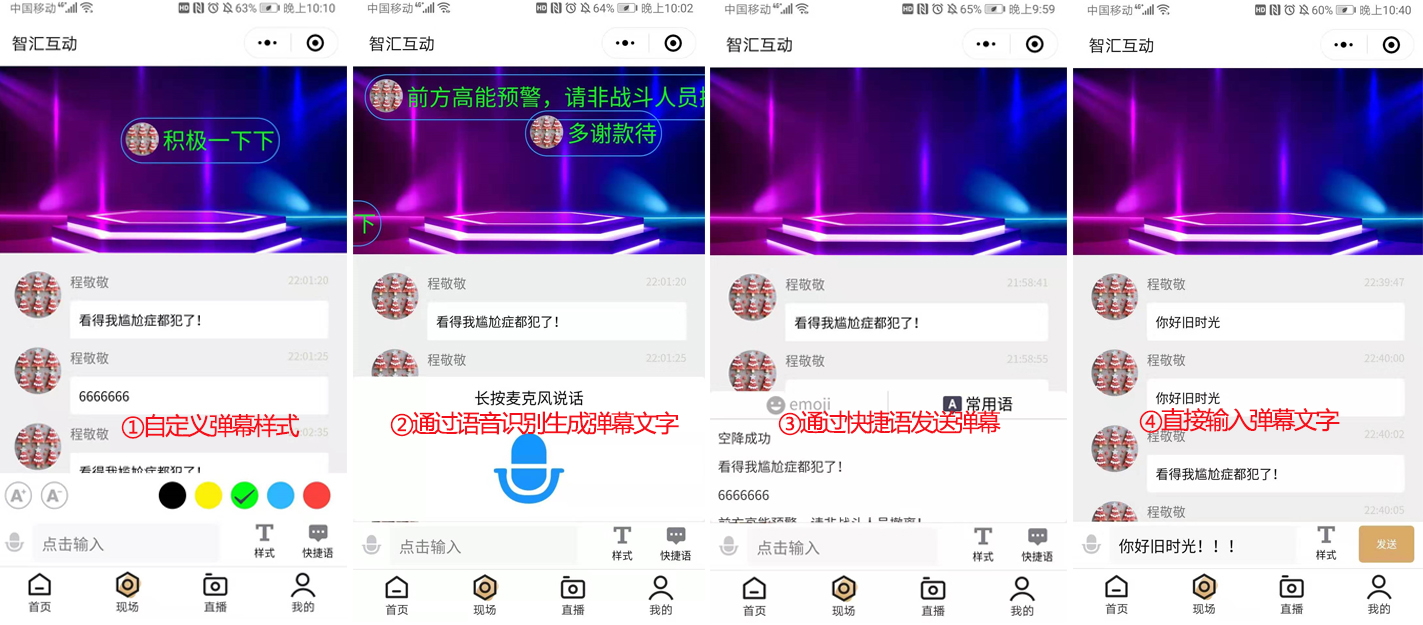 中国移动 4G HD 63% 晚上10:10
智汇互动
积极一下下
程敬敬 22:01:20
看得我尴尬症都犯了!
程敬敬 22:01:25
6666666
①自定义弹幕样式
程敬敬 :02:35
看得我尴尬症都犯了!
A+ A-
点击输入 样式 快捷语
首页 现场 直播 我的
中国移动 4G HD 64% 晚上10:02
智汇互动
前方高能预警，请非战斗人员
多谢款待
下
程敬敬 22:01:20
看得我尴尬症都犯了!
程敬敬 22:01:25
长按麦克风说话
②通过语音识别生成弹幕文字
点击输入 样式 快捷语
首页 现场 直播 我的
中国移动 4G HD 65% 晚上9:59
智汇互动
程敬敬 21:58:41
看得我尴尬症都犯了!
程敬敬 21:58:55
emoji A 常用语
③通过快捷语发送弹幕
空降成功
看得我尴尬症都犯了!
6666666
前方高能预警，请非战斗人员撤离!
点击输入 样式 快捷语
首页 现场 直播 我的
中国移动 4G HD 60% 晚上10:40
智汇互动
程敬敬 22:39:47
你好旧时光
程敬敬 22:40:00
你好旧时光
④直接输入弹幕文字
程敬敬 22:40:02
看得我尴尬症都犯了!
程敬敬 22:40:05
你好旧时光！！！ 样式 发送
首页 现场 直播 我的